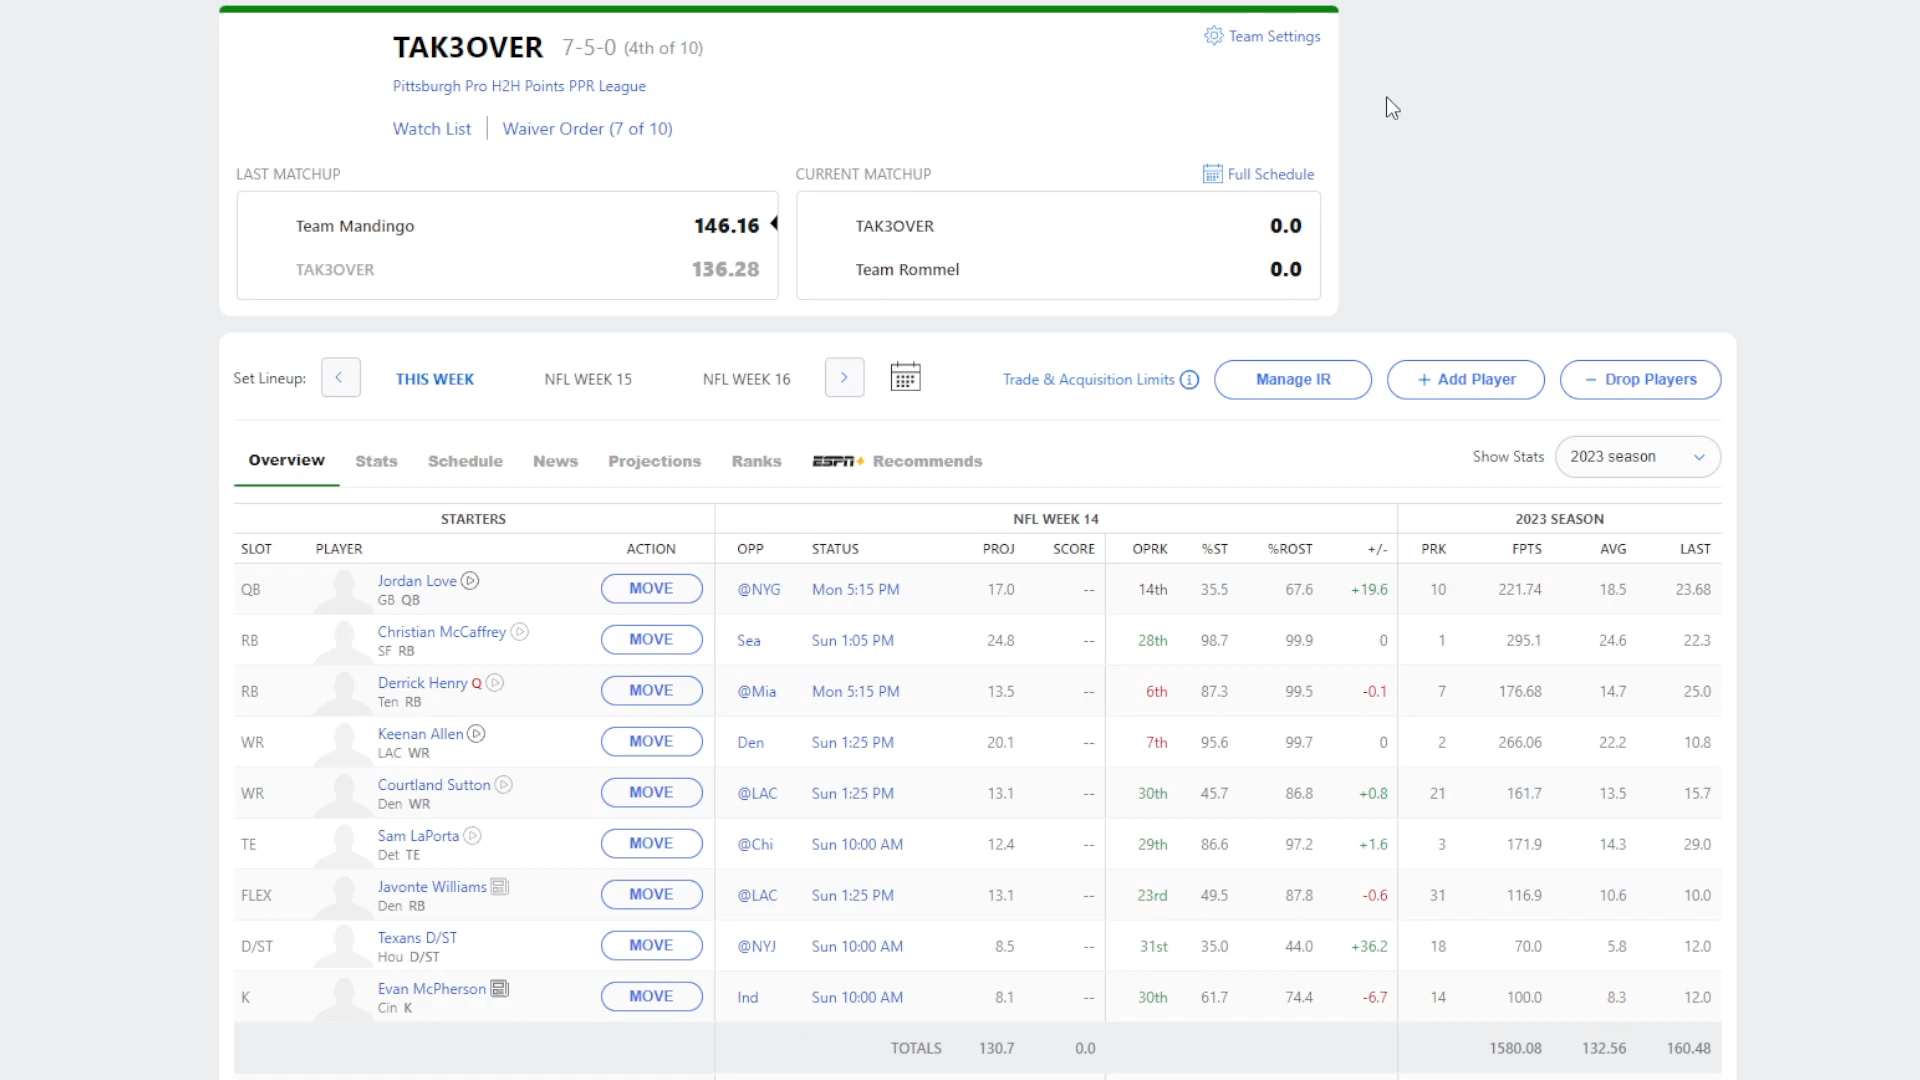 TAK3OVER 7-5-0 (4th of 10)
Team Settings
Pittsburgh Pro H2H Points PPR League
Watch List | Waiver Order (7 of 10)
LAST MATCHUP
Team Mandingo 146.16
TAK3OVER 136.28
CURRENT MATCHUP
Full Schedule
TAK3OVER 0.0
Team Rommel 0.0
Set Lineup: < THIS WEEK NFL WEEK 15 NFL WEEK 16 > Trade & Acquisition Limits i Manage IR + Add Player − Drop Players
Overview Stats Schedule News Projections Ranks ESPN+ Recommends Show Stats 2023 season
STARTERS NFL WEEK 14 2023 SEASON
SLOT PLAYER ACTION OPP STATUS PROJ SCORE OPRK %ST %ROST +/- PRK FPTS AVG LAST
QB Jordan Love MOVE @NYG Mon 5:15 PM 17.0 -- 14th 35.5 67.6 +19.6 10 221.74 18.5 23.68
GB QB
RB Christian McCaffrey MOVE Sea Sun 1:05 PM 24.8 -- 28th 98.7 99.9 0 1 295.1 24.6 22.3
SF RB
RB Derrick Henry Q MOVE @Mia Mon 5:15 PM 13.5 -- 6th 87.3 99.5 -0.1 7 176.68 14.7 25.0
Ten RB
WR Keenan Allen MOVE Den Sun 1:25 PM 20.1 -- 7th 95.6 99.7 0 2 266.06 22.2 10.8
LAC WR
WR Courtland Sutton MOVE @LAC Sun 1:25 PM 13.1 -- 30th 45.7 86.8 +0.8 21 161.7 13.5 15.7
Den WR
TE Sam LaPorta MOVE @Chi Sun 10:00 AM 12.4 -- 29th 86.6 97.2 +1.6 3 171.9 14.3 29.0
Det TE
FLEX Javonte Williams MOVE @LAC Sun 1:25 PM 13.1 -- 23rd 49.5 87.8 -0.6 31 116.9 10.6 10.0
Den RB
D/ST Texans D/ST MOVE @NYJ Sun 10:00 AM 8.5 -- 31st 35.0 44.0 +36.2 18 70.0 5.8 12.0
Hou D/ST
K Evan McPherson MOVE Ind Sun 10:00 AM 8.1 -- 30th 61.7 74.4 -6.7 14 100.0 8.3 12.0
Cin K
TOTALS 130.7 0.0 1580.08 132.56 160.48